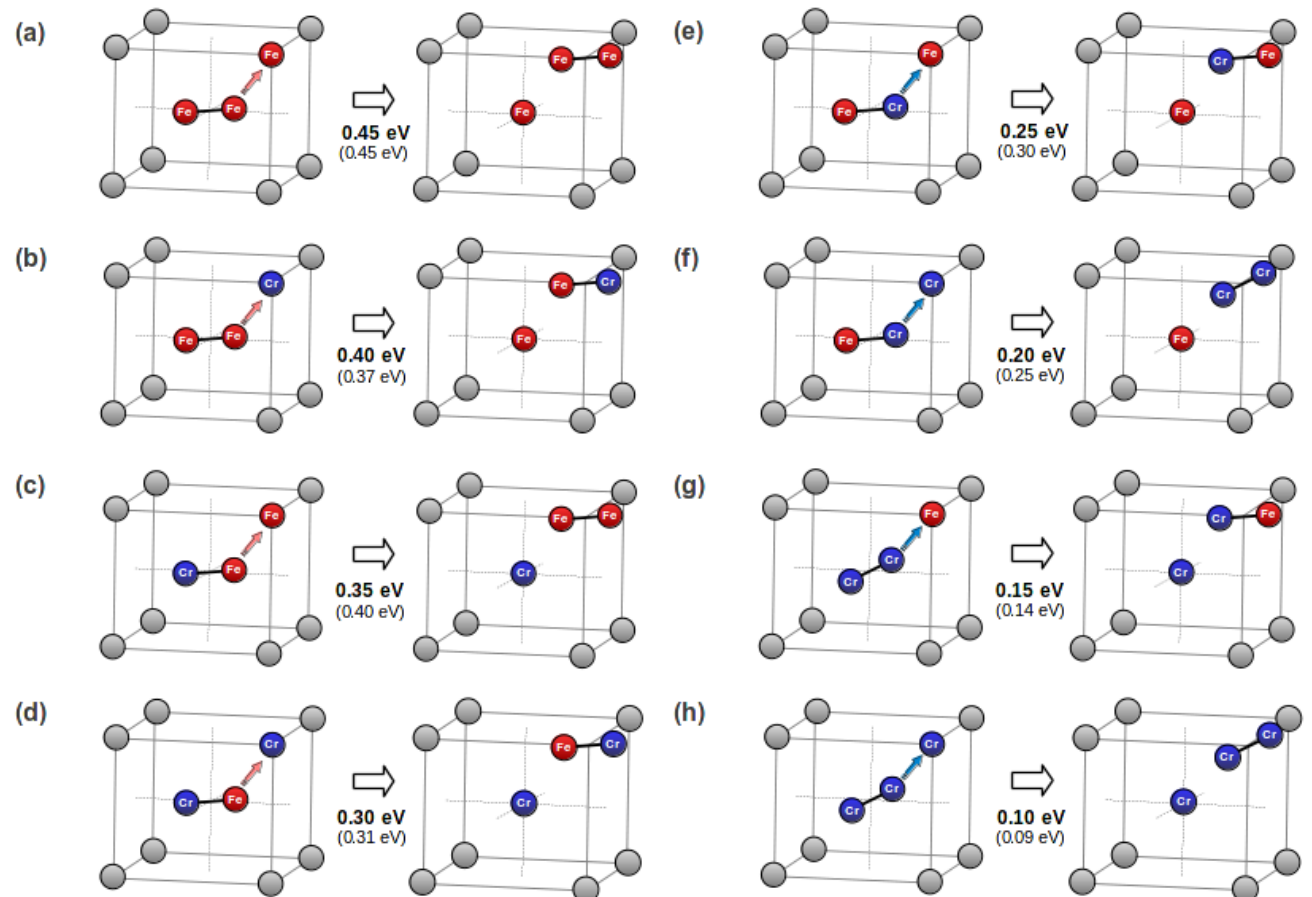 (a)
Fe
Fe Fe
Fe Fe
Fe
0.45 eV
(0.45 eV)
(b)
Cr
Fe Fe
Fe Cr
Fe
0.40 eV
(0.37 eV)
(c)
Fe
Cr Fe
Fe Fe
Cr
0.35 eV
(0.40 eV)
(d)
Cr
Cr Fe
Fe Cr
Cr
0.30 eV
(0.31 eV)
(e)
Fe
Fe Cr
Cr Fe
Fe
0.25 eV
(0.30 eV)
(f)
Cr
Fe Cr
Cr
Cr
Fe
0.20 eV
(0.25 eV)
(g)
Fe
Cr
Cr
Cr Fe
Cr
0.15 eV
(0.14 eV)
(h)
Cr
Cr
Cr
Cr
Cr
Cr
0.10 eV
(0.09 eV)